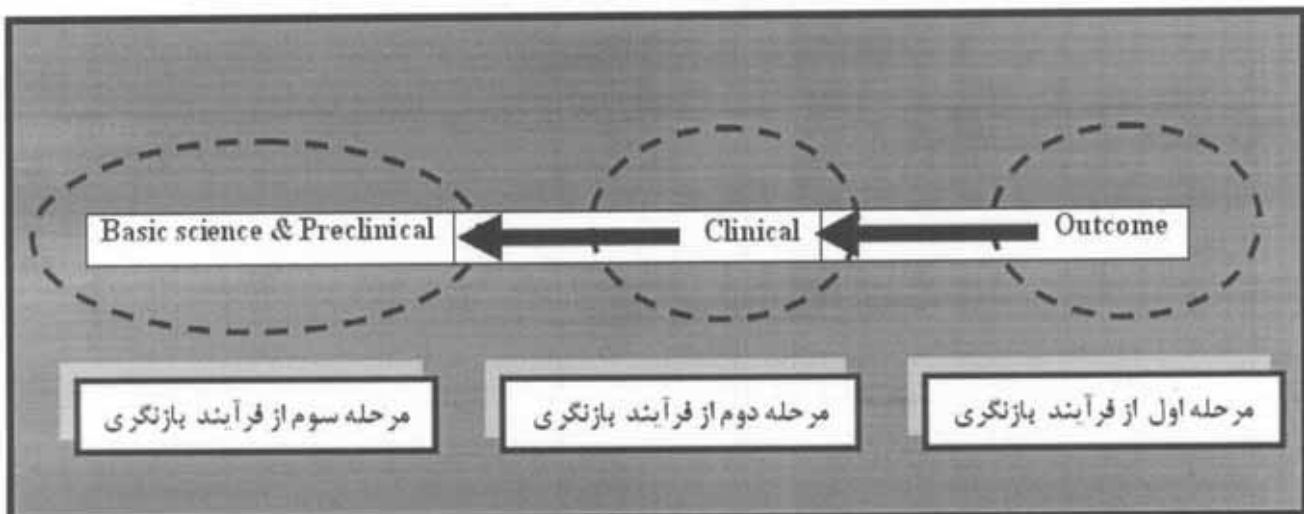 Basic science & Preclinical
Clinical
Outcome
مرحله اول از فرآیند بازنگری
مرحله دوم از فرآیند بازنگری
مرحله سوم از فرآیند بازنگری